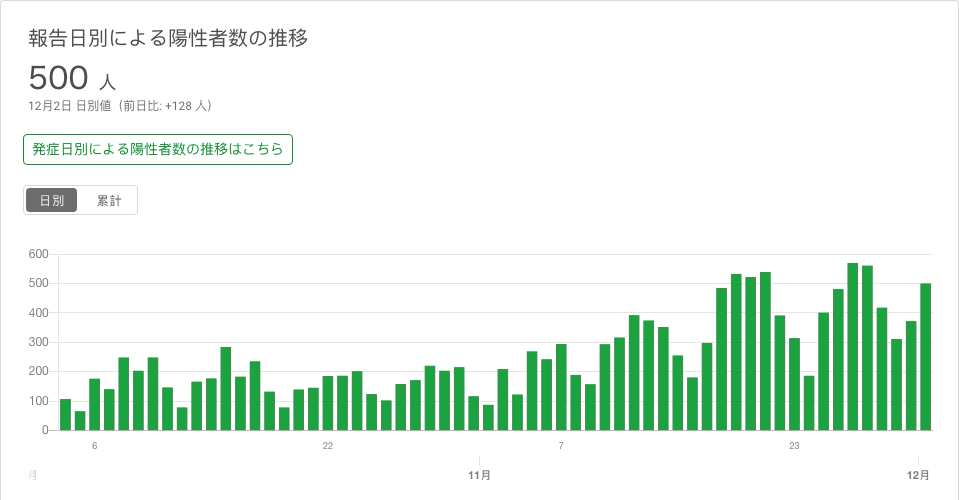 報告日別による陽性者数の推移
500 人
12月2日 日別値（前日比: +128 人）
発症日別による陽性者数の推移はこちら
日別 累計
600
500
400
300
200
100
0
6 22 7 23
月 11月 12月